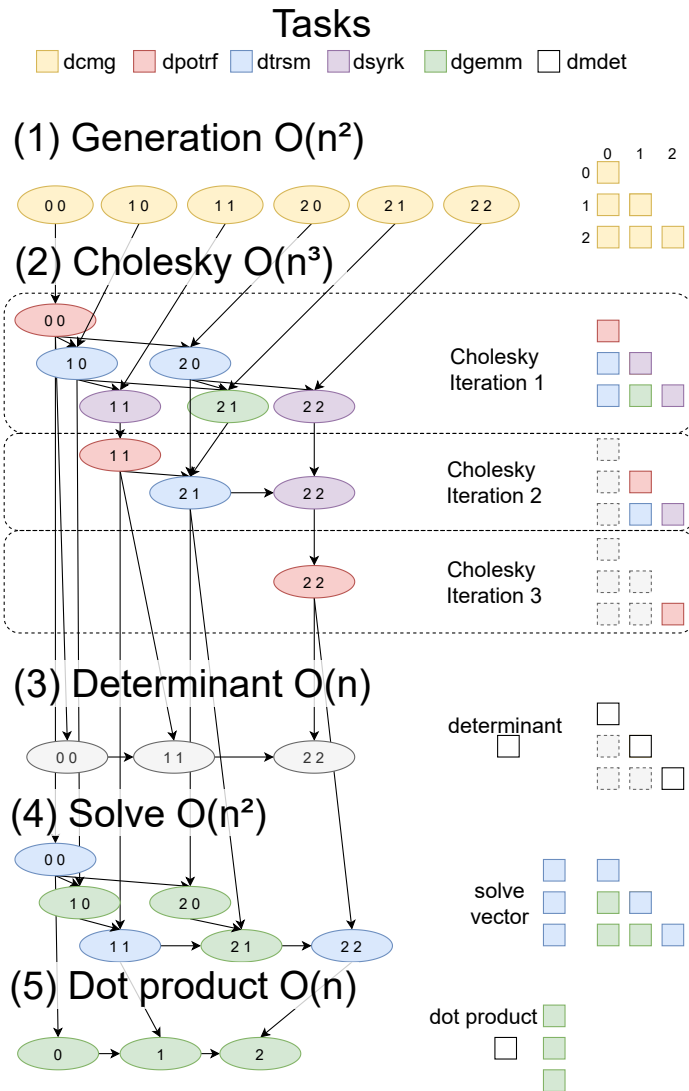 Tasks
dcmg dpotrf dtrsm dsyrk dgemm dmdet
(1) Generation O(n²)
0 1 2
0
1
2
0 0 1 0 1 1 2 0 2 1 2 2
(2) Cholesky O(n³)
0 0
1 0 2 0
1 1 2 1 2 2
Cholesky
Iteration 1
1 1
2 1 2 2
Cholesky
Iteration 2
2 2
Cholesky
Iteration 3
(3) Determinant O(n)
determinant
0 0 1 1 2 2
(4) Solve O(n²)
0 0
1 0 2 0
1 1 2 1 2 2
solve
vector
(5) Dot product O(n)
dot product
0 1 2